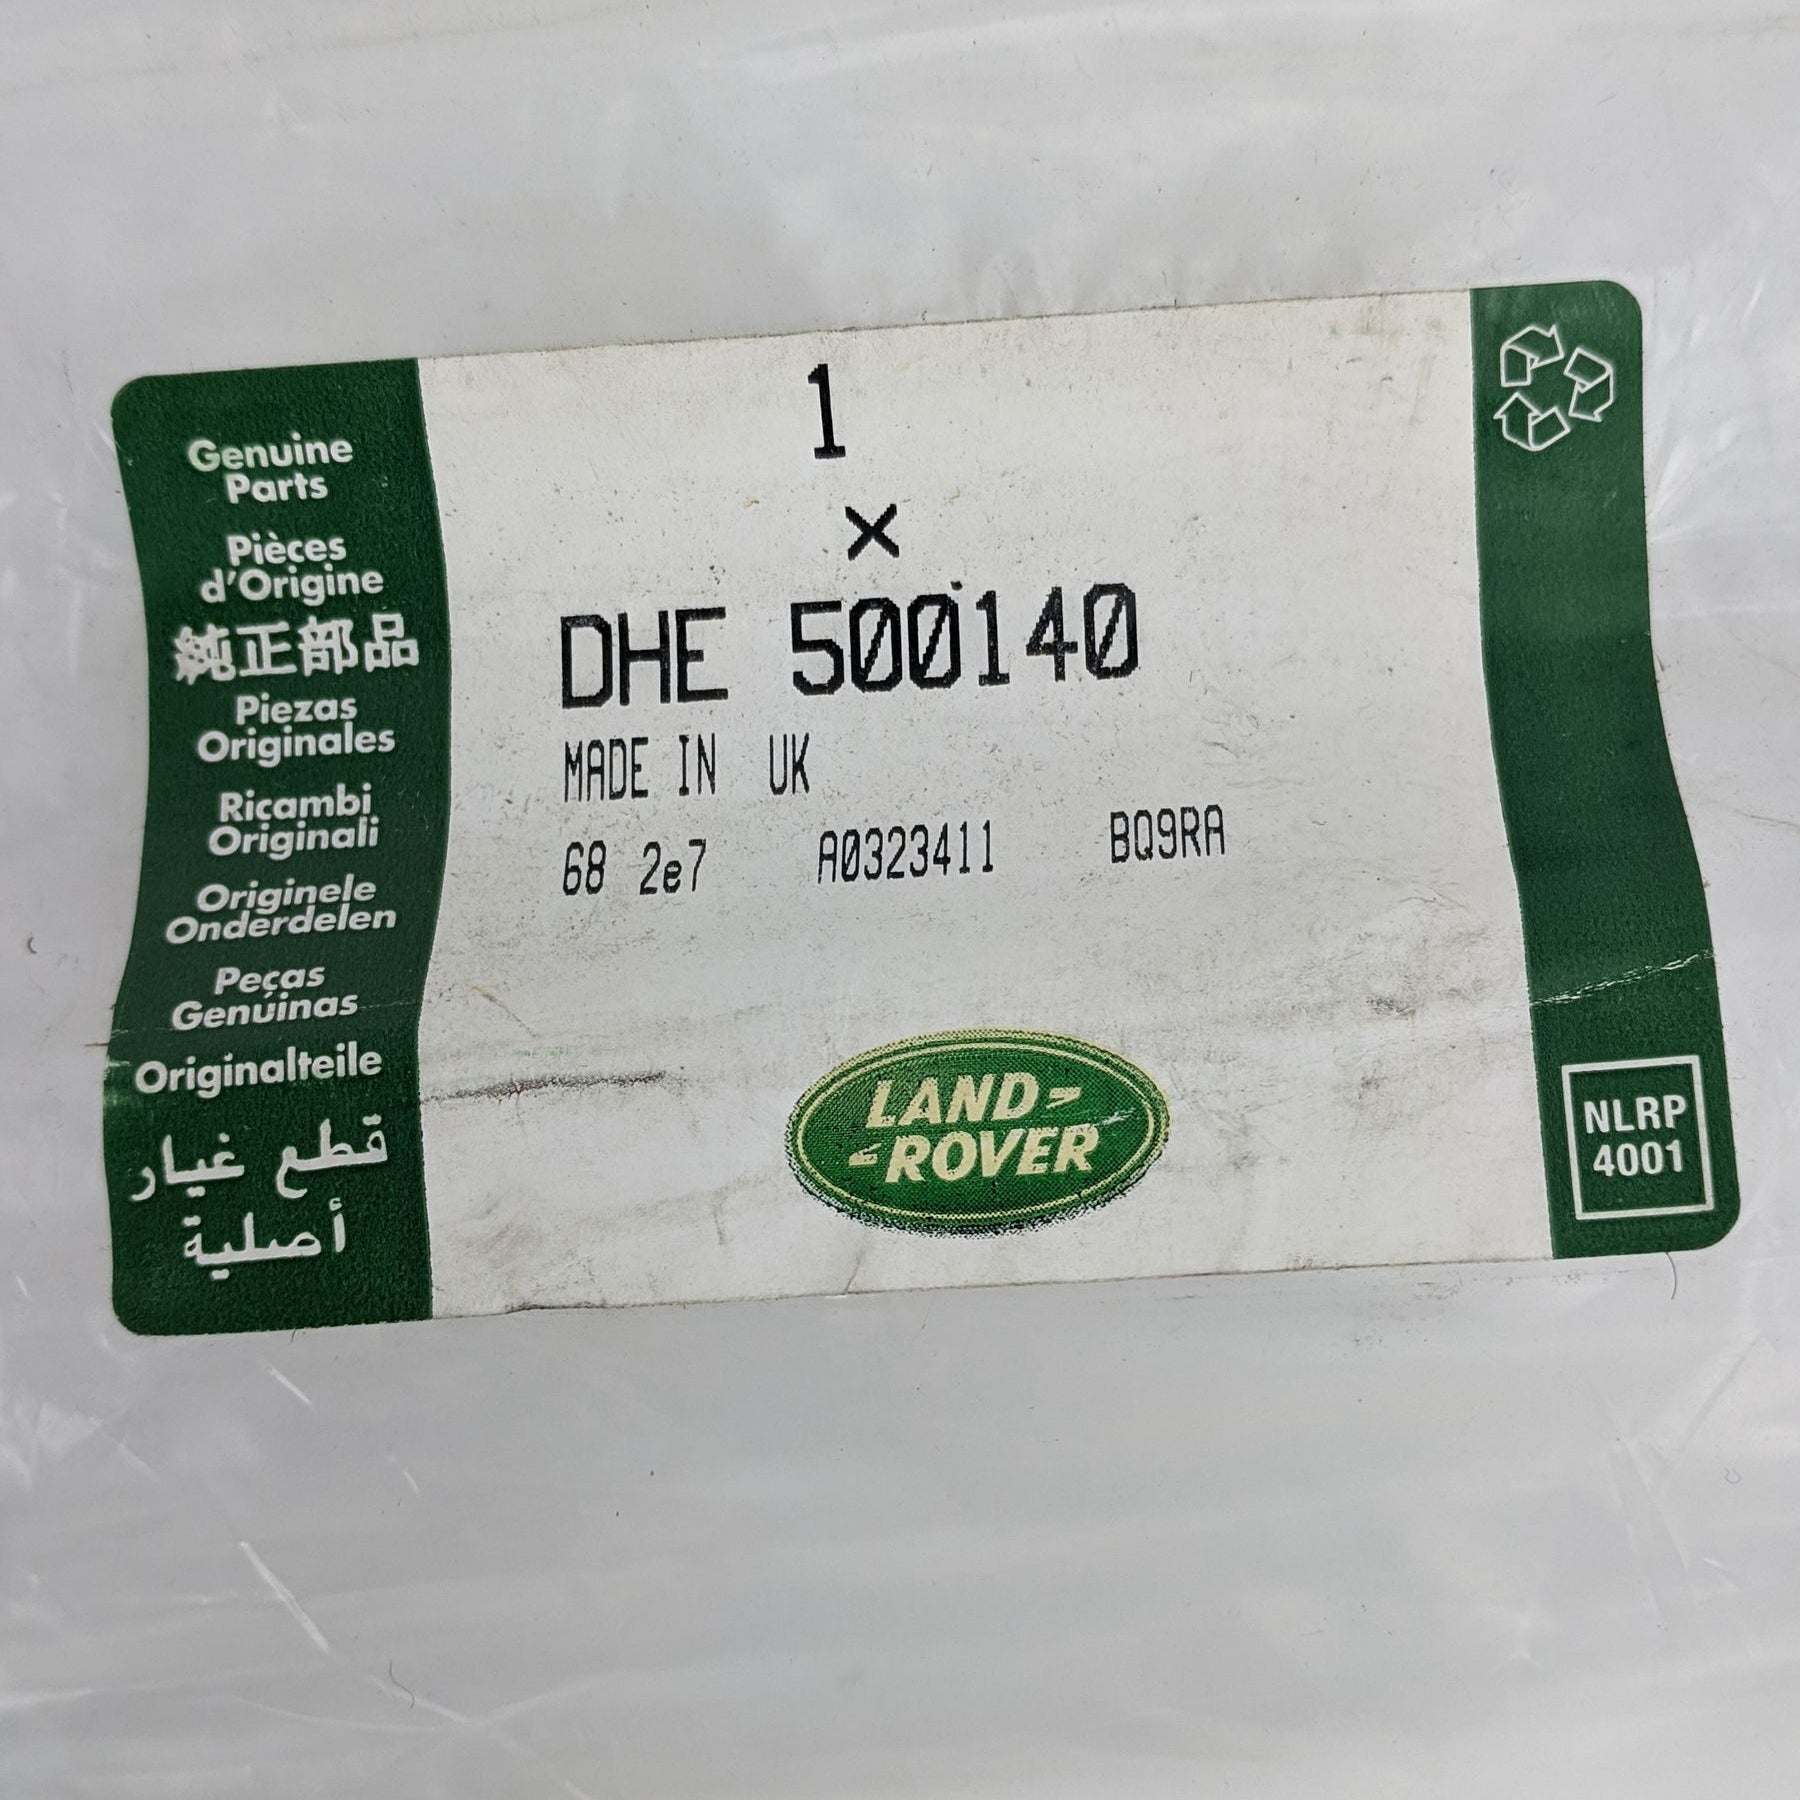 Genuine
Parts
Pièces
d'Origine
純正部品
Piezas
Originales
Ricambi
Originali
Originele
Onderdelen
Peças
Genúinas
Originalteile
قطع غيار
أصلية
1
x
DHE 500140
MADE IN UK
68 2e7 A0323411 BQ9RA
LAND-
-ROVER
NLRP
4001